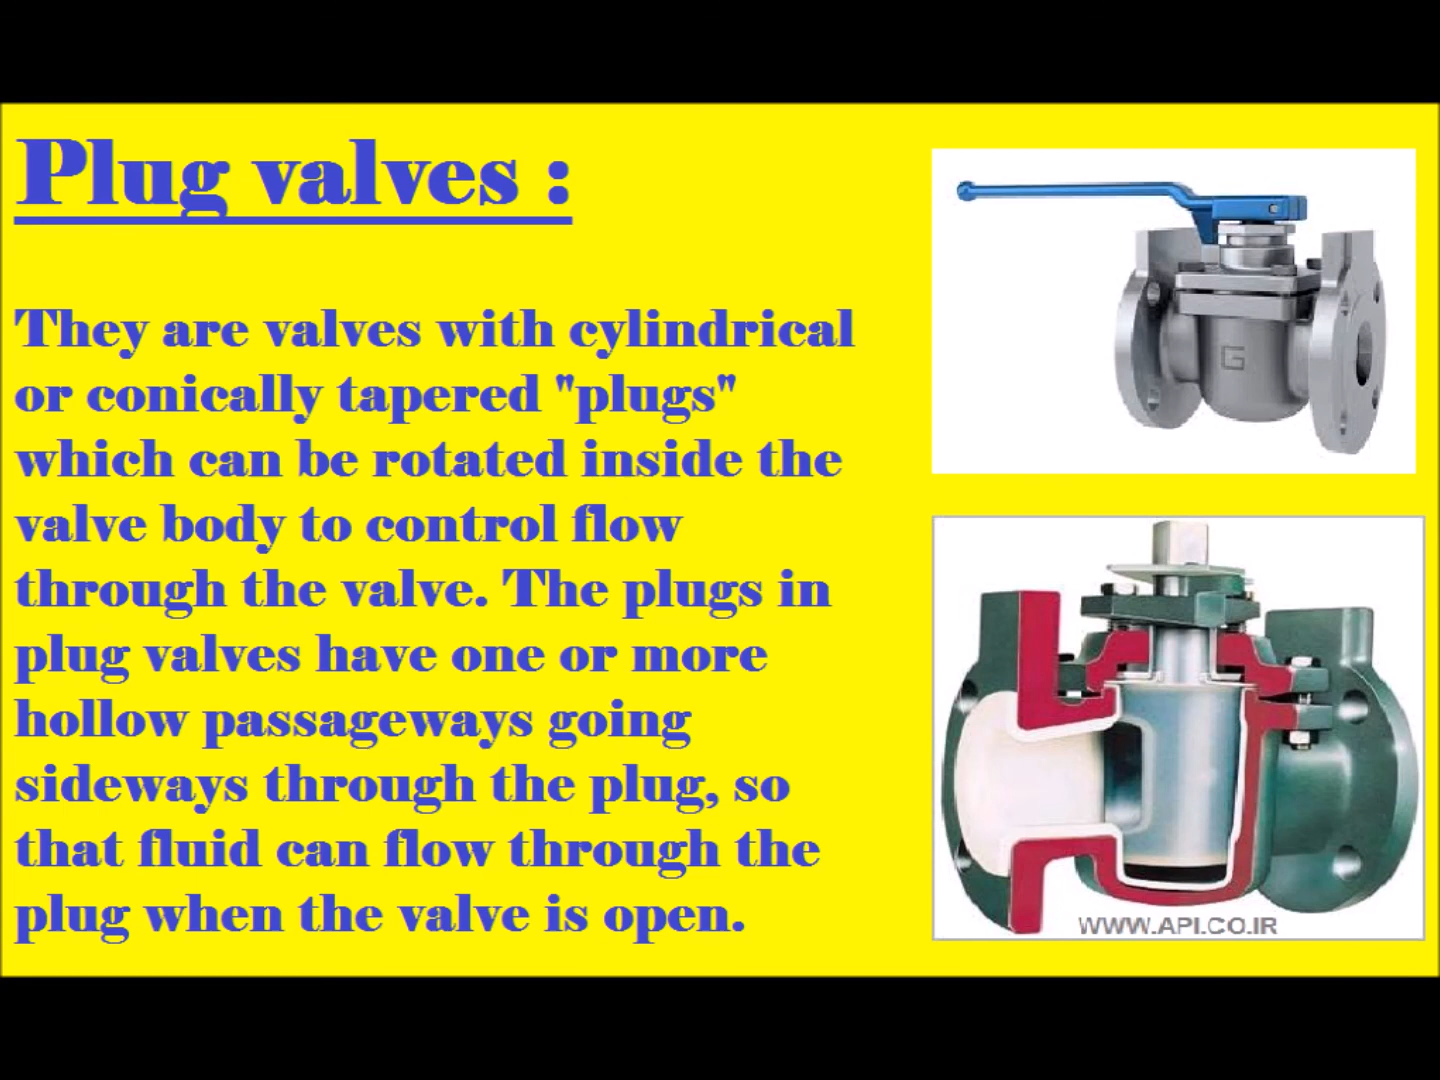 Plug valves :
They are valves with cylindrical
or conically tapered "plugs"
which can be rotated inside the
valve body to control flow
through the valve. The plugs in
plug valves have one or more
hollow passageways going
sideways through the plug, so
that fluid can flow through the
plug when the valve is open.
G
WWW.API.CO.IR